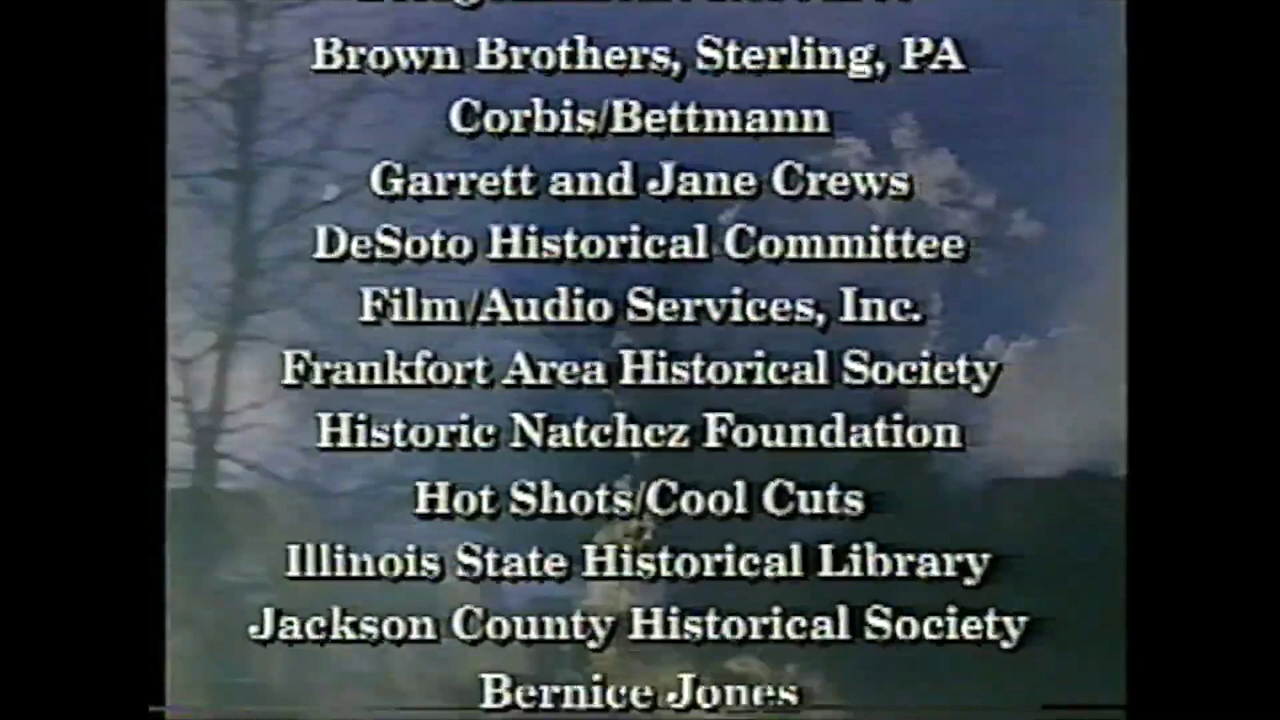 Brown Brothers, Sterling, PA
Corbis/Bettmann
Garrett and Jane Crews
DeSoto Historical Committee
Film/Audio Services, Inc.
Frankfort Area Historical Society
Historic Natchez Foundation
Hot Shots/Cool Cuts
Illinois State Historical Library
Jackson County Historical Society
Bernice Jones